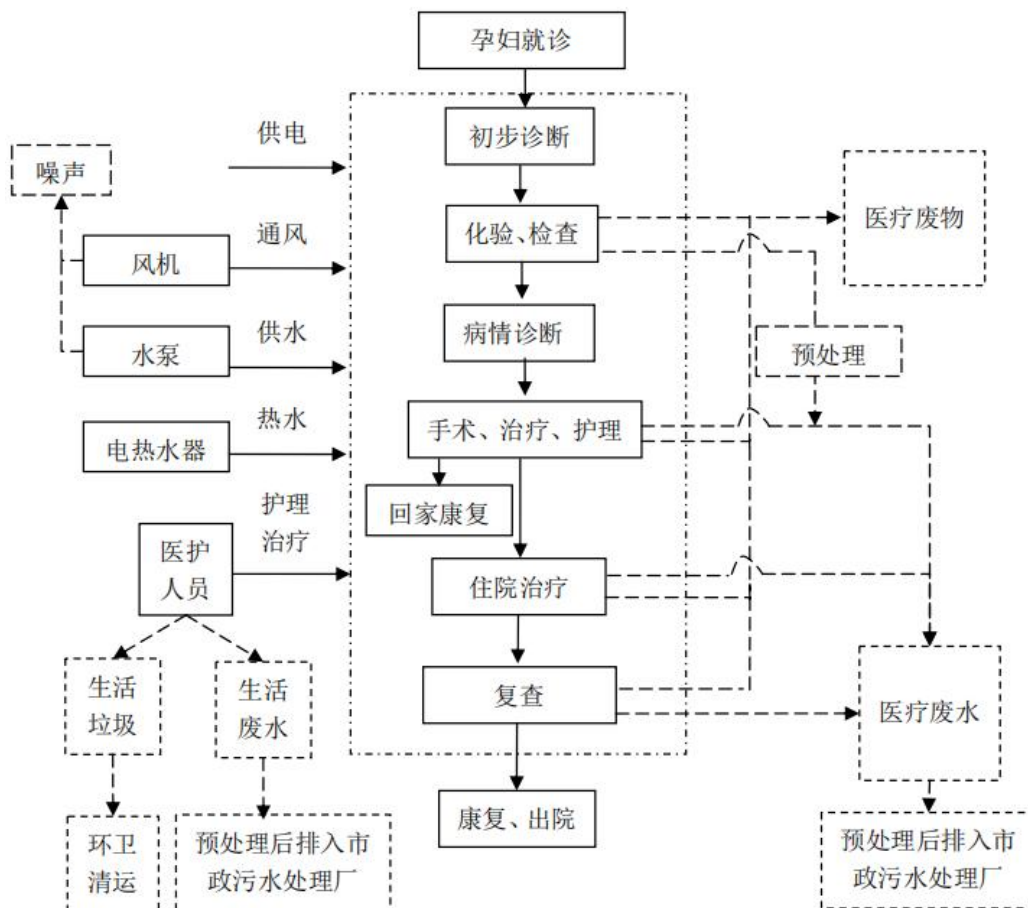 孕妇就诊
供电
初步诊断
噪声
医疗废物
化验、检查
通风
风机
供水
病情诊断
水泵
预处理
热水
手术、治疗、护理
电热水器
回家康复
护理
治疗
医护
人员
住院治疗
生活
垃圾
生活
废水
复查
医疗废水
康复、出院
环卫
清运
预处理后排入市
政污水处理厂
预处理后排入市
政污水处理厂